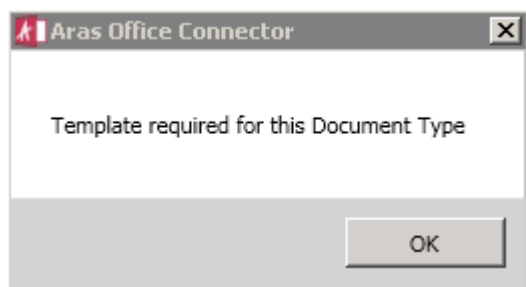 Aras Office Connector
Template required for this Document Type
OK